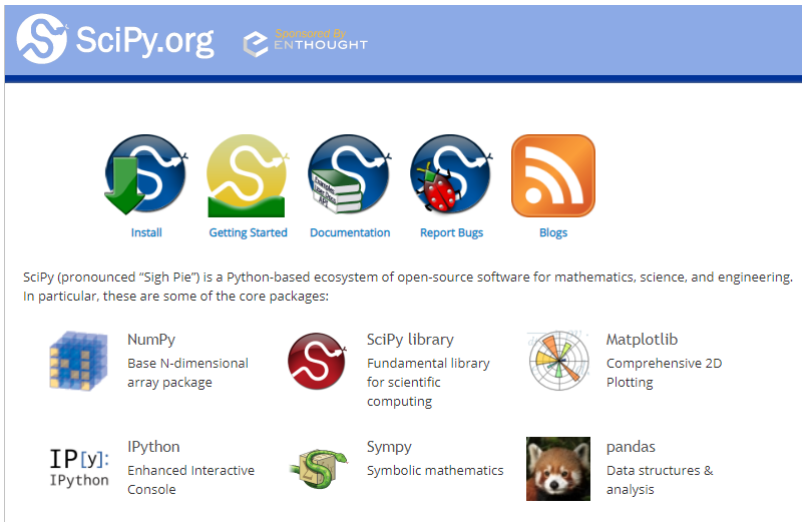 SciPy.org
Sponsored By
ENTHOUGHT
Install
Getting Started
Documentation
Report Bugs
Blogs
SciPy (pronounced “Sigh Pie”) is a Python-based ecosystem of open-source software for mathematics, science, and engineering.
In particular, these are some of the core packages:
NumPy
Base N-dimensional
array package
SciPy library
Fundamental library
for scientific
computing
Matplotlib
Comprehensive 2D
Plotting
IP[y]:
IPython
IPython
Enhanced Interactive
Console
Sympy
Symbolic mathematics
pandas
Data structures &
analysis